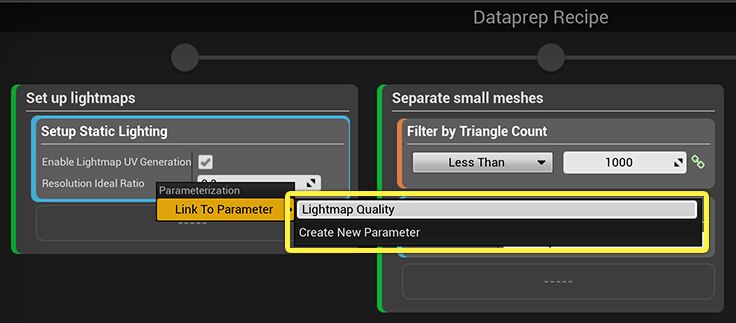 Dataprep Recipe
Set up lightmaps
Setup Static Lighting
Enable Lightmap UV Generation
Resolution Ideal Ratio
Parameterization
Link To Parameter
Lightmap Quality
Create New Parameter
Separate small meshes
Filter by Triangle Count
Less Than 1000
-----
-----